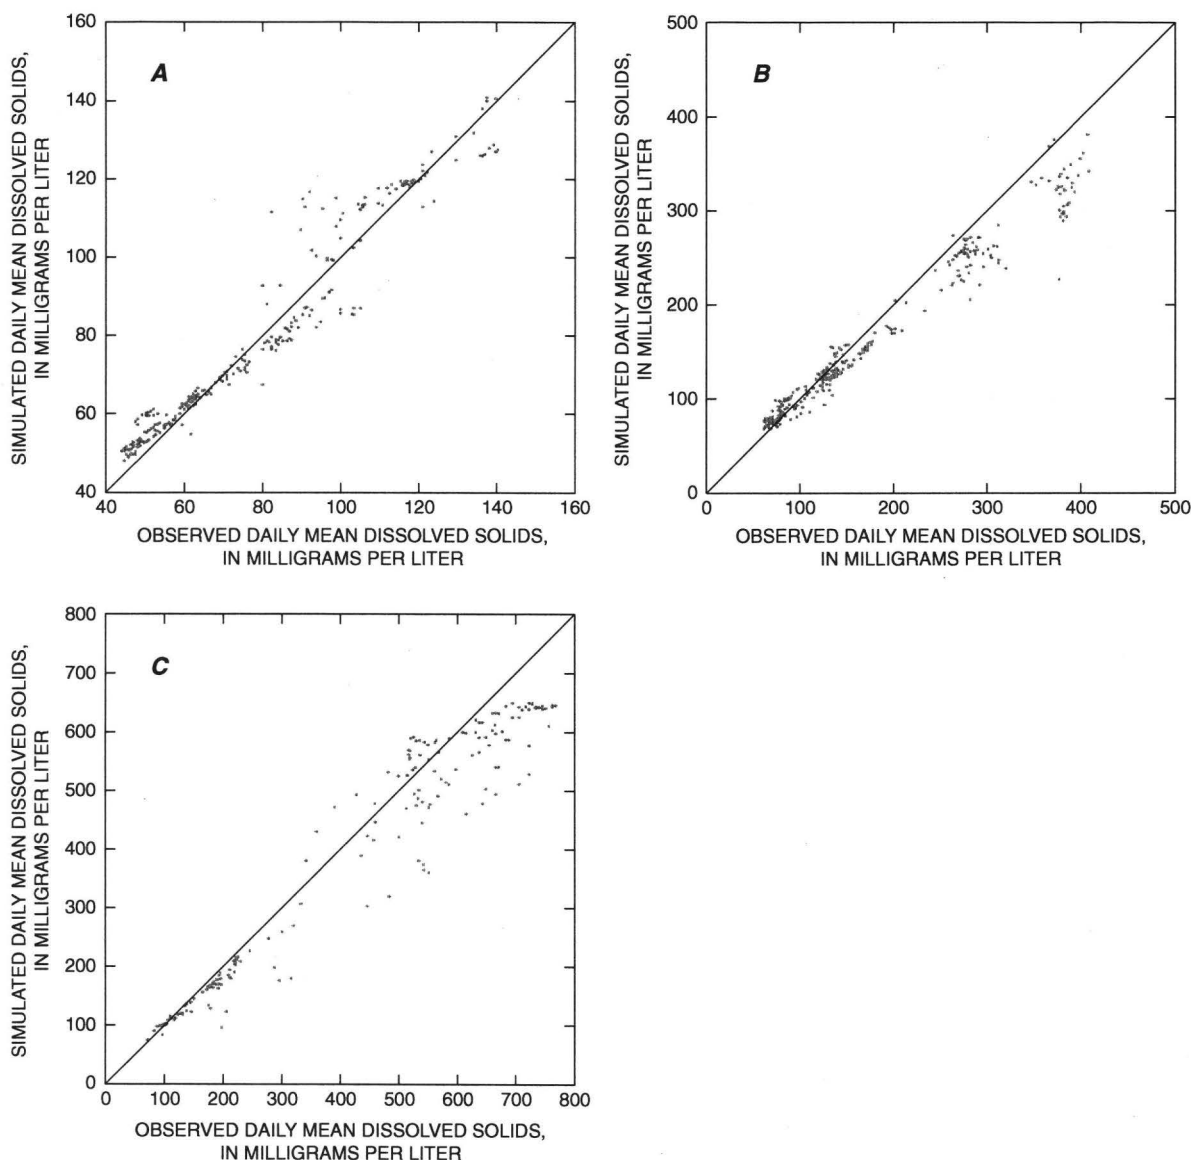 SIMULATED DAILY MEAN DISSOLVED SOLIDS,
IN MILLIGRAMS PER LITER
160
140
120
100
80
60
40
A
40 60 80 100 120 140 160
OBSERVED DAILY MEAN DISSOLVED SOLIDS,
IN MILLIGRAMS PER LITER
SIMULATED DAILY MEAN DISSOLVED SOLIDS,
IN MILLIGRAMS PER LITER
500
400
300
200
100
0
B
0 100 200 300 400 500
OBSERVED DAILY MEAN DISSOLVED SOLIDS,
IN MILLIGRAMS PER LITER
SIMULATED DAILY MEAN DISSOLVED SOLIDS,
IN MILLIGRAMS PER LITER
800
700
600
500
400
300
200
100
0
C
0 100 200 300 400 500 600 700 800
OBSERVED DAILY MEAN DISSOLVED SOLIDS,
IN MILLIGRAMS PER LITER